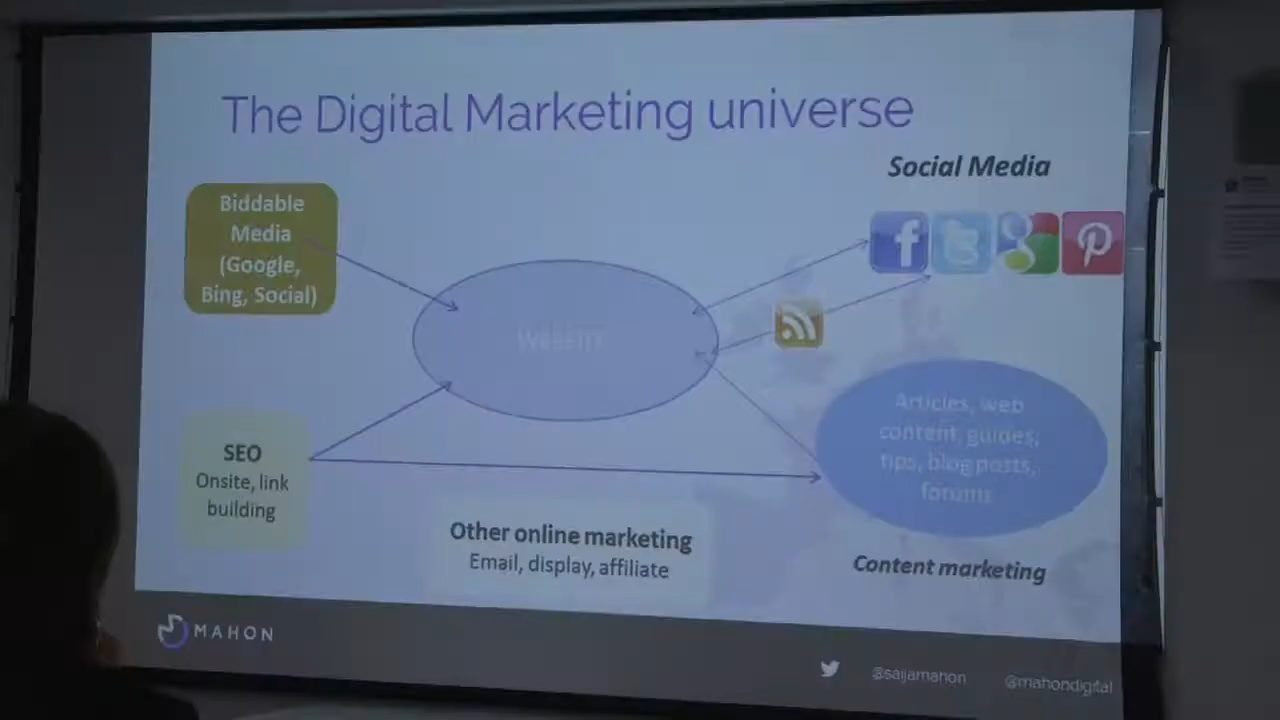 The Digital Marketing universe
Social Media
Biddable
Media
(Google,
Bing, Social)
Website
Articles, web
content, guides,
tips, blog posts,
forums
SEO
Onsite, link
building
Other online marketing
Email, display, affiliate
Content marketing
MAHON
@saijamahon
@mahondigital